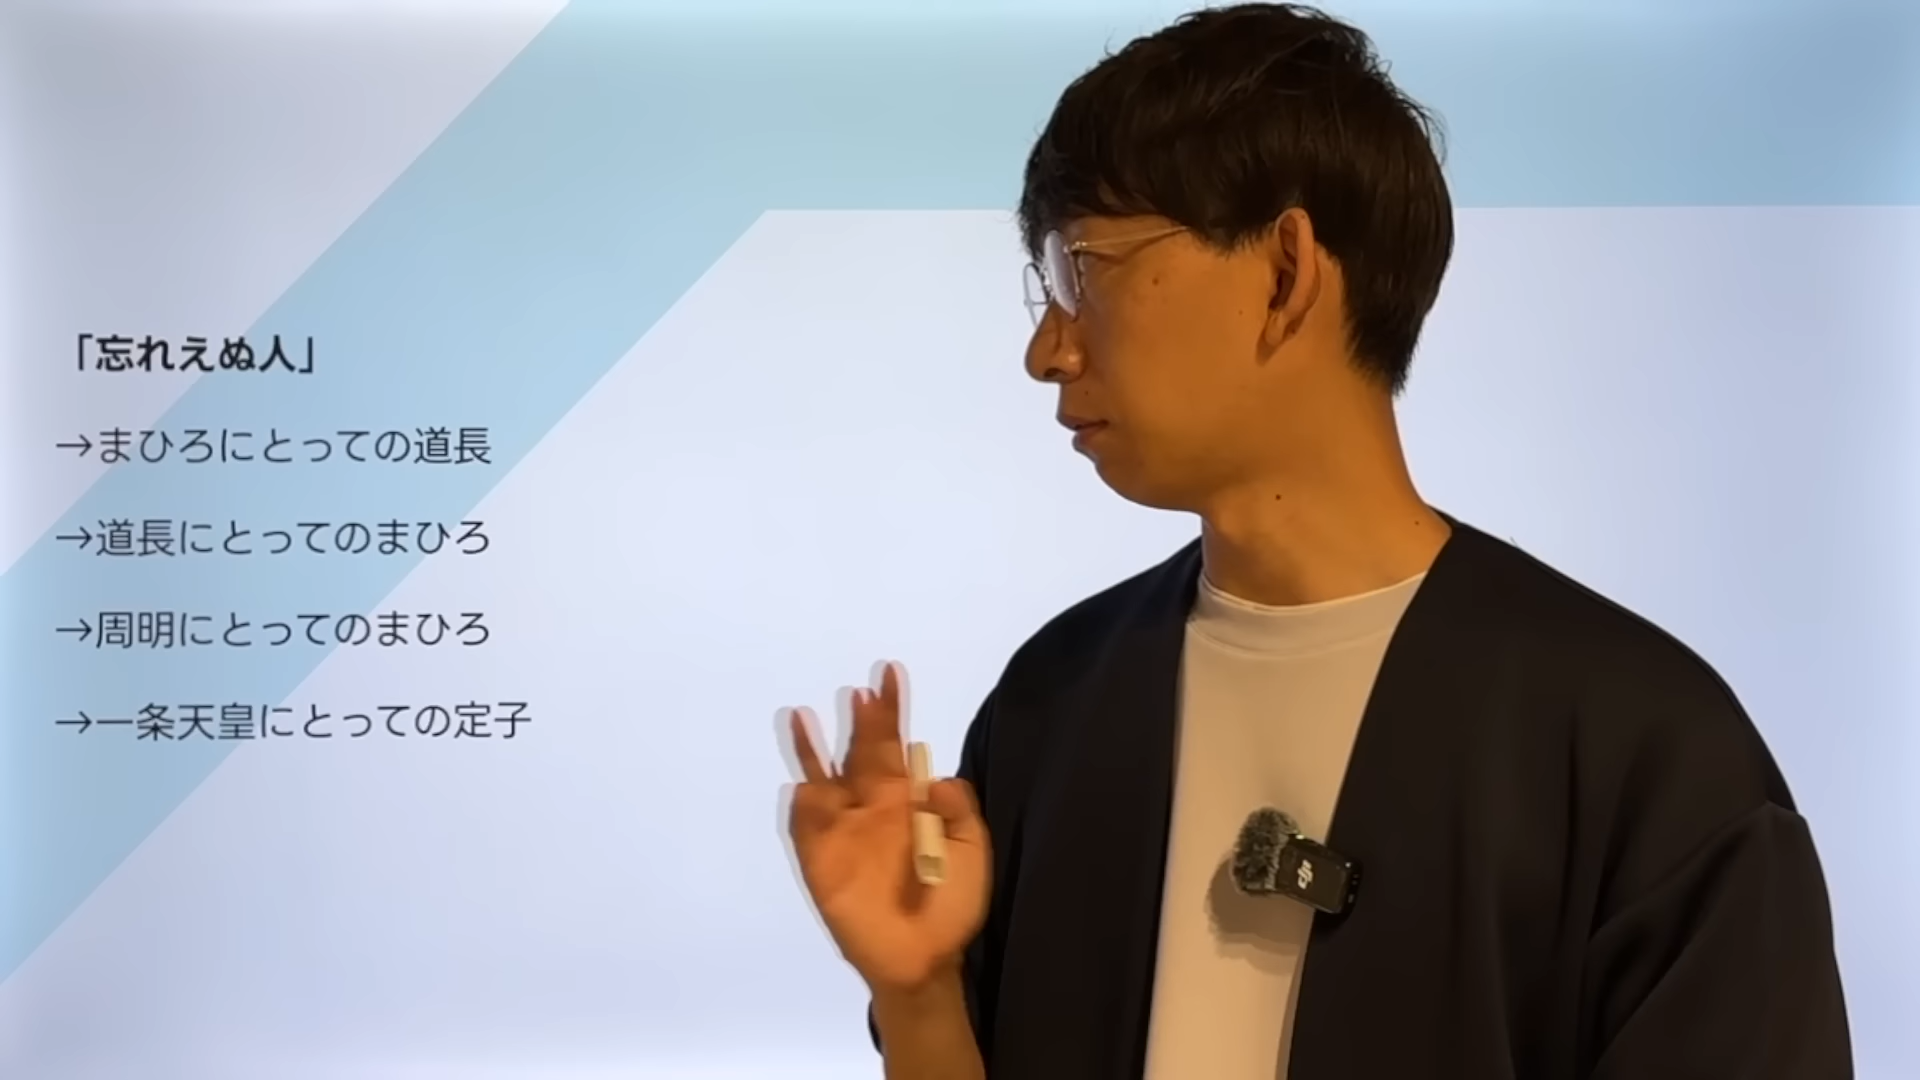 「忘れえぬ人」
→まひろにとっての道長
→道長にとってのまひろ
→周明にとってのまひろ
→一条天皇にとっての定子
dji